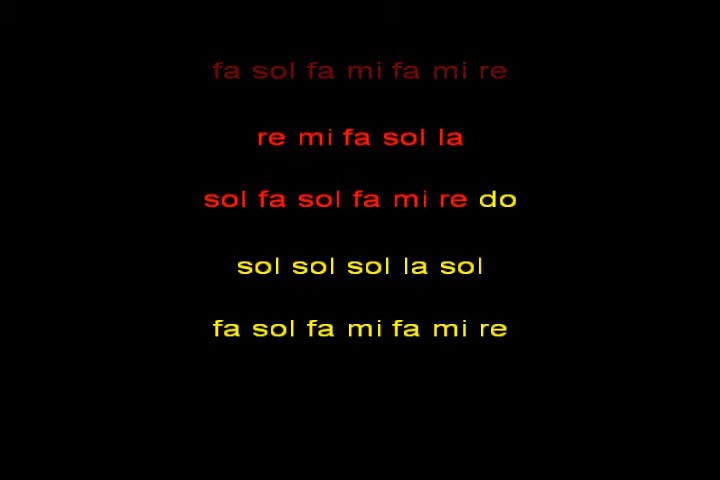 fa sol fa mi fa mi re
re mi fa sol la
sol fa sol fa mi re do
sol sol sol la sol
fa sol fa mi fa mi re